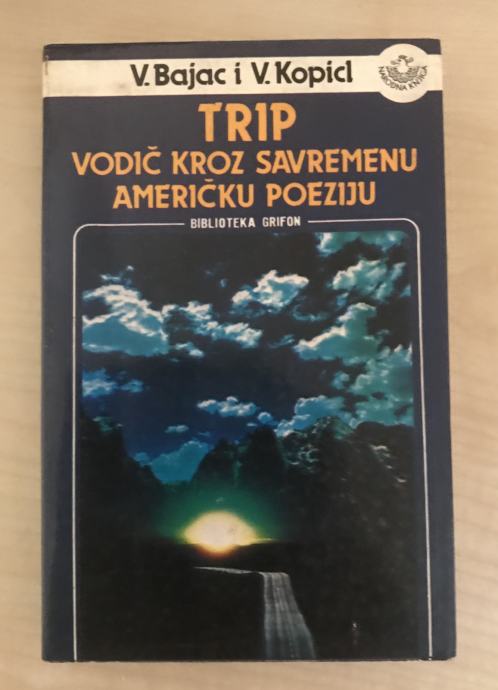 V. Bajac i V. Kopicl
NARODNA KNJIGA
TRIP
VODIČ KROZ SAVREMENU
AMERIČKU POEZIJU
BIBLIOTEKA GRIFON